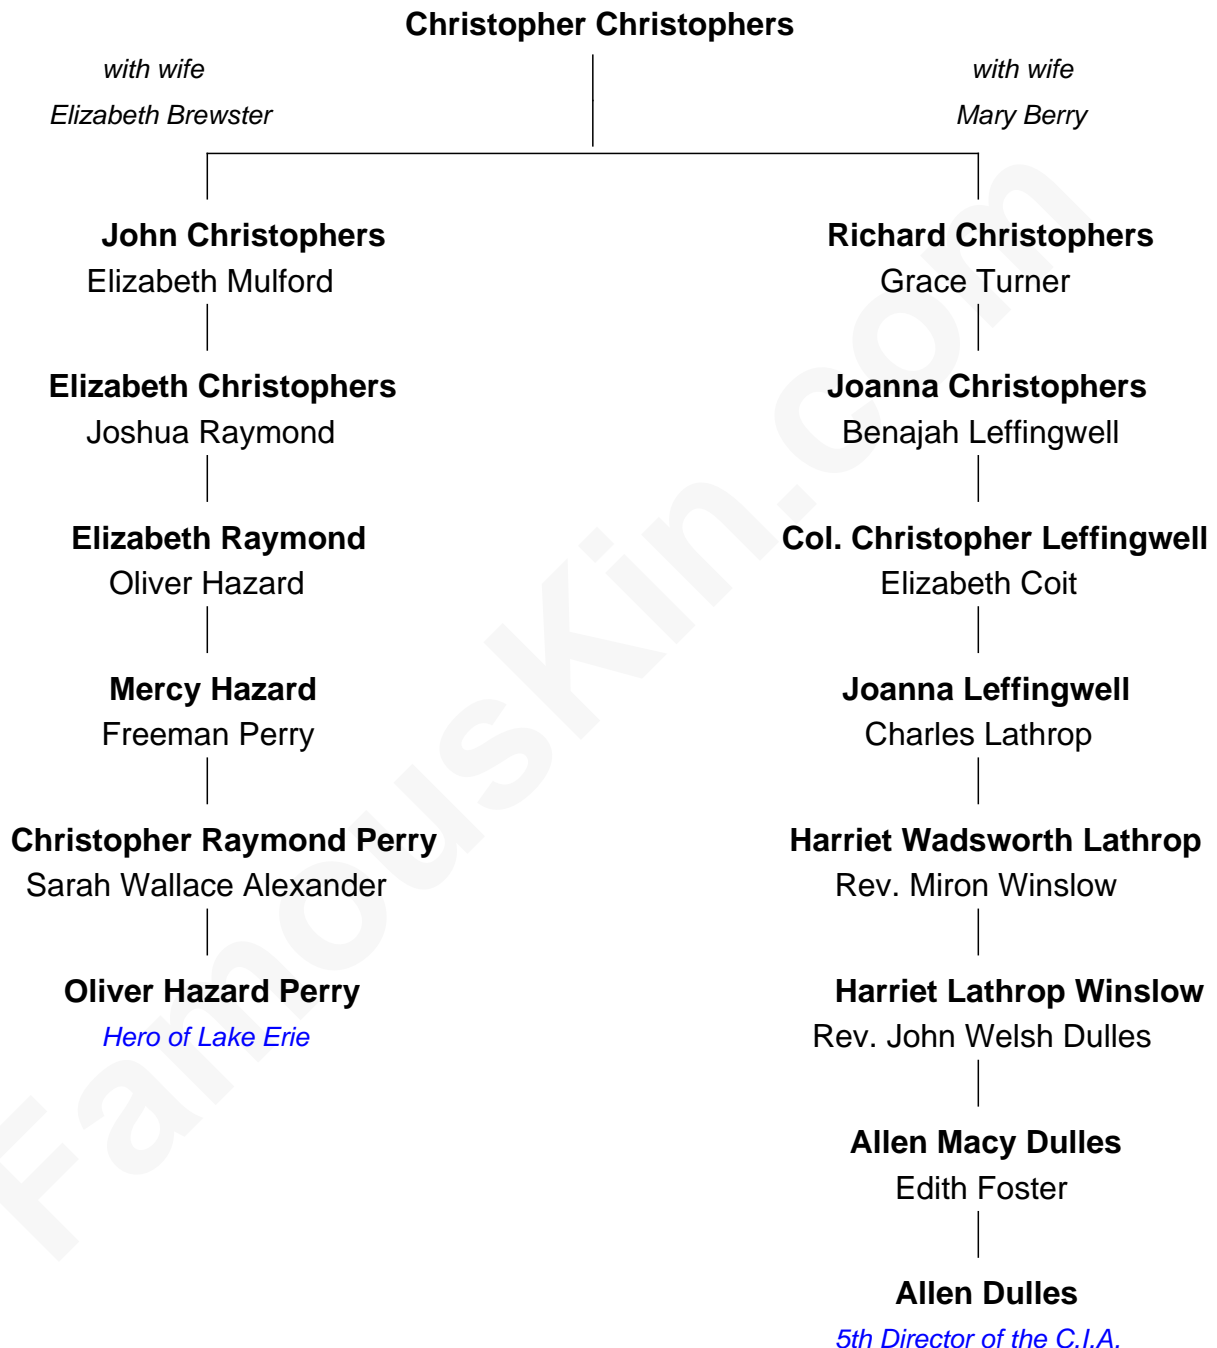 Christopher Christophers
with wife
Elizabeth Brewster
with wife
Mary Berry
John Christophers
Elizabeth Mulford
Richard Christophers
Grace Turner
Elizabeth Christophers
Joshua Raymond
Joanna Christophers
Benajah Leffingwell
Elizabeth Raymond
Oliver Hazard
Col. Christopher Leffingwell
Elizabeth Coit
Mercy Hazard
Freeman Perry
Joanna Leffingwell
Charles Lathrop
Christopher Raymond Perry
Sarah Wallace Alexander
Harriet Wadsworth Lathrop
Rev. Miron Winslow
Oliver Hazard Perry
Hero of Lake Erie
Harriet Lathrop Winslow
Rev. John Welsh Dulles
Allen Macy Dulles
Edith Foster
Allen Dulles
5th Director of the C.I.A.
FamousKin.com